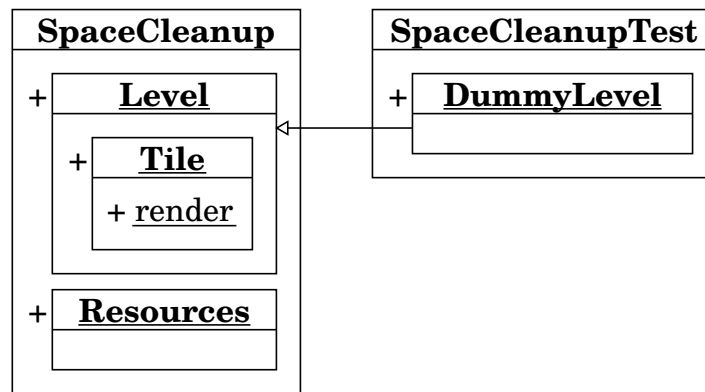 SpaceCleanup
+ Level
+ Tile
+ render
+ Resources
SpaceCleanupTest
+ DummyLevel